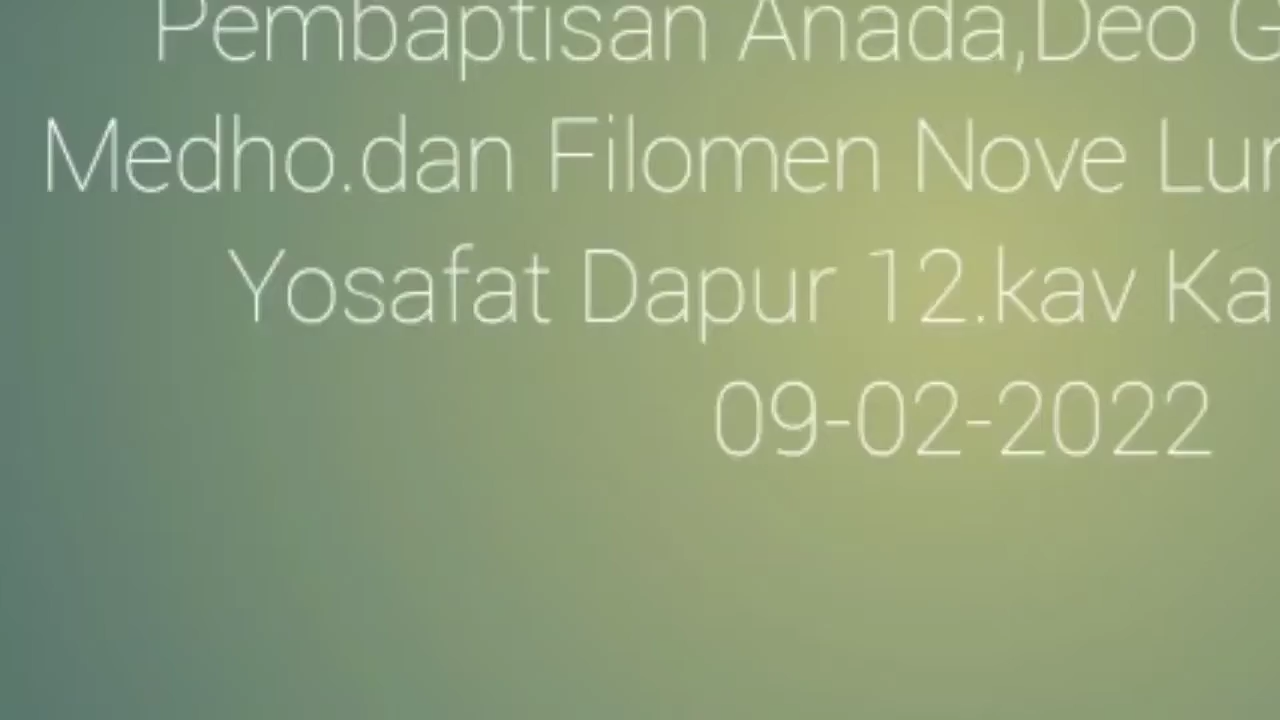 Pembaptisan Anada,Deo
Medho.dan Filomen Nove
Yosafat Dapur 12.kav
09-02-2022